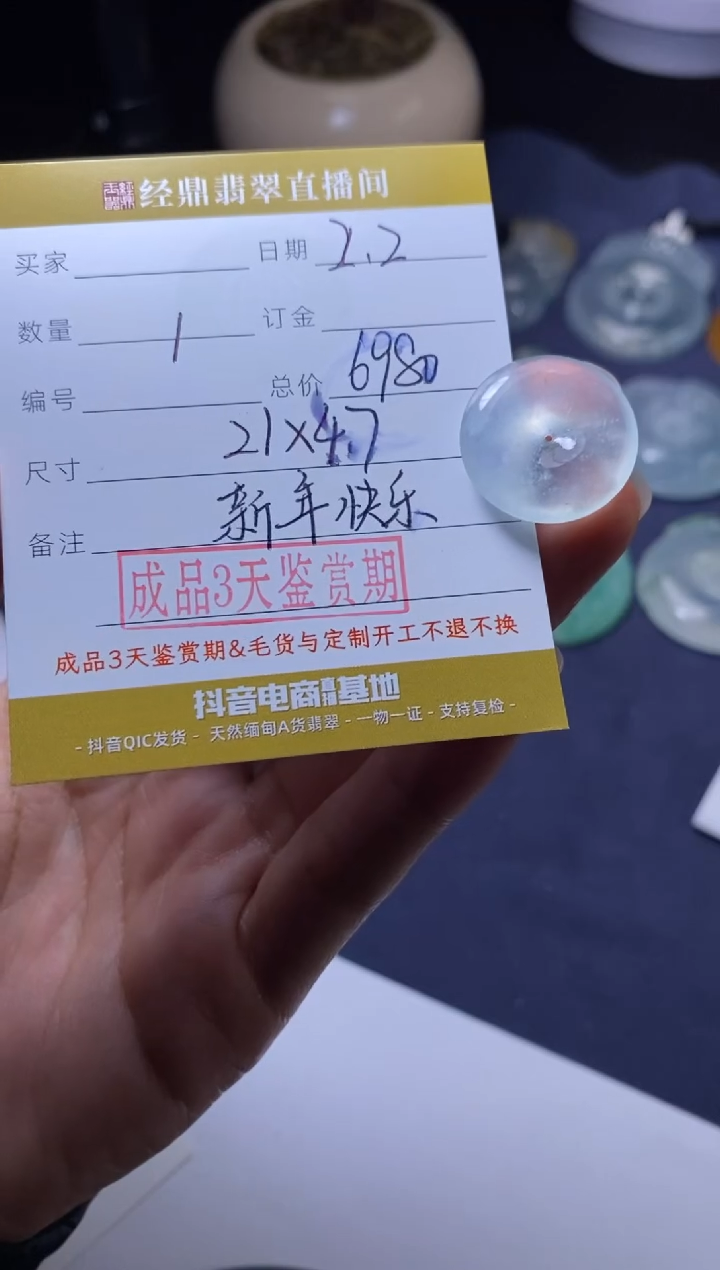 经鼎翡翠直播间
买家 日期 2.2
数量 1 订金
编号 总价 6980
尺寸 21×4.7
备注 新年快乐
成品3天鉴赏期
成品3天鉴赏期&毛货与定制开工不退不换
抖音电商直播基地
- 抖音QIC发货 - 天然缅甸A货翡翠 - 一物一证 - 支持复检 -